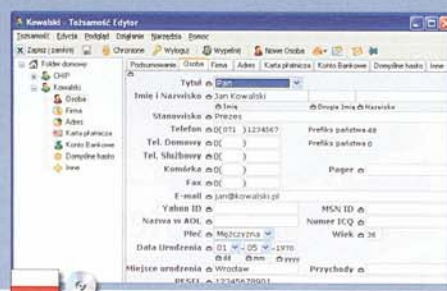 Kowalski - Tożsamość Edytor
Tożsamość Edycja Podgląd Działanie Narzędzia Pomoc
Zapisz i zamknij Chronione Wyloguj Wypełnij Nowe Osoba
Folder domowy
CHIP
Kowalski
Osoba
Firma
Adres
Karta płatnicza
Konto Bankowe
Domyślne hasło
Inne
Podsumowanie Osoba Firma Adres Karta płatnicza Konto Bankowe Domyślne hasło Inne
Tytuł Pan
Imię i Nazwisko Jan Kowalski
Imię Drugie Imię Nazwisko
Stanowisko Prezes
Telefon 0( 071 ) 1234567 Prefiks państwa 48
Tel. Domowy 0( ) Prefiks państwa 0
Tel. Służbowy 0( )
Komórka 0( ) Pager
Fax 0( )
E-mail jan@kowalski.pl
Yahoo ID MSN ID
Nazwa w AOL Numer ICQ
Płeć Mężczyzna Wiek 36
Data Urodzenia 01 - 05 - 1970
dd mm yyyy
Miejsce urodzenia Wrocław Przychody
PESEL 12345678901